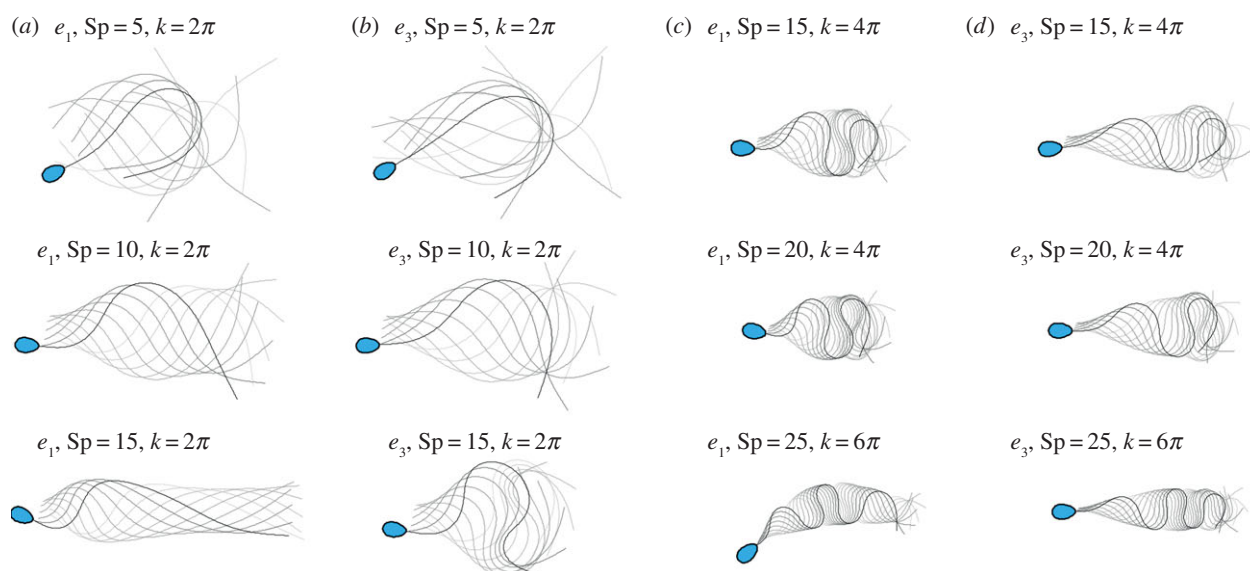 (a) e₁, Sp = 5, k = 2π
(b) e₃, Sp = 5, k = 2π
(c) e₁, Sp = 15, k = 4π
(d) e₃, Sp = 15, k = 4π
e₁, Sp = 10, k = 2π
e₃, Sp = 10, k = 2π
e₁, Sp = 20, k = 4π
e₃, Sp = 20, k = 4π
e₁, Sp = 15, k = 2π
e₃, Sp = 15, k = 2π
e₁, Sp = 25, k = 6π
e₃, Sp = 25, k = 6π